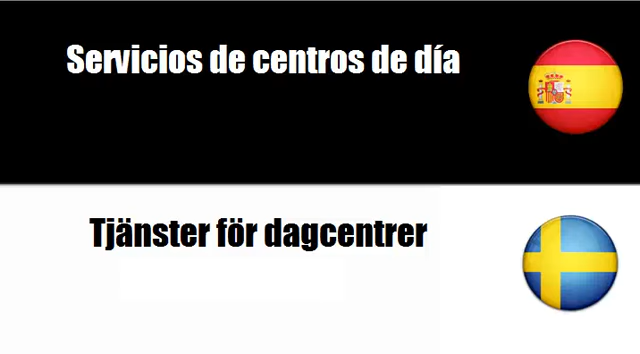 Servicios de centros de día
Tjänster för dagcentrer